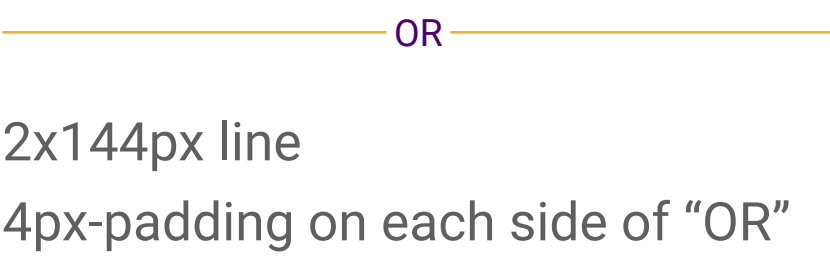 OR
2x144px line
4px-padding on each side of “OR”